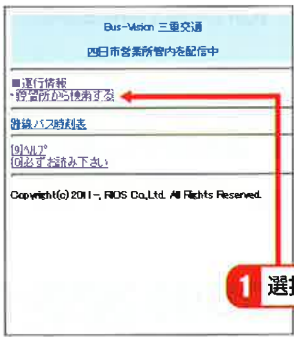 Bus-Vision 三重交通
四日市営業所管内を配信中
■運行情報
・停留所から検索する
路線バス時刻表
[9]ﾍﾙﾌﾟ
[0]必ずお読み下さい
Copyright(c) 2011-, RIOS Co.,Ltd. All Rights Reserved.
1 選